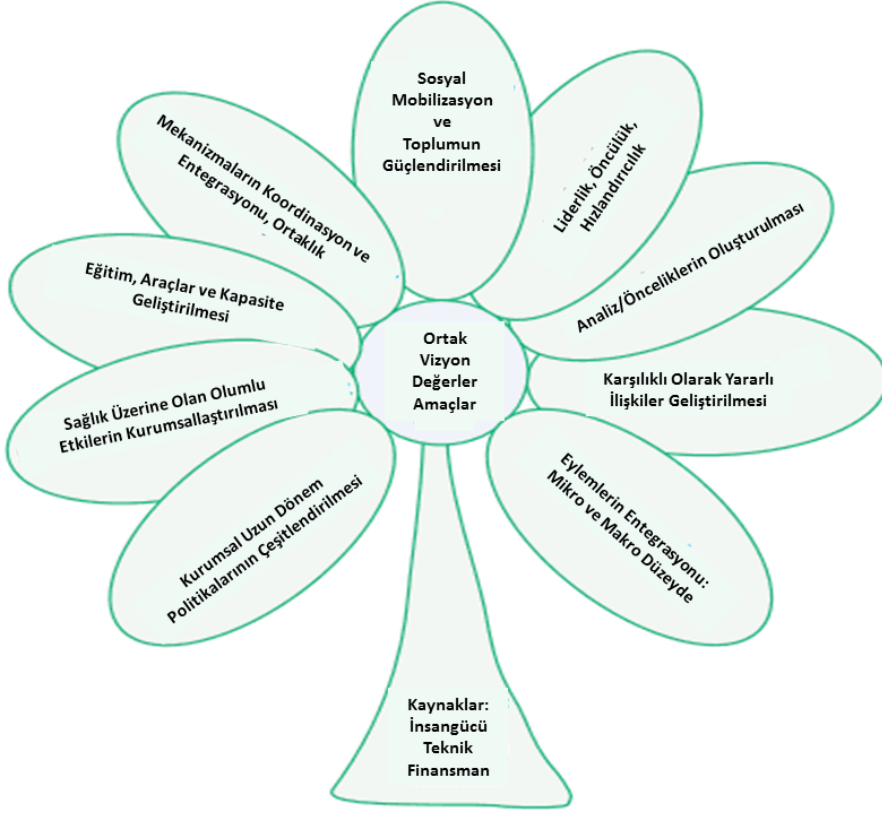 Sosyal
Mobilizasyon
ve
Toplumun
Güçlendirilmesi
Liderlik, Öncülük,
Hızlandırıcılık
Analiz/Önceliklerin Oluşturulması
Karşılıklı Olarak Yararlı
İlişkiler Geliştirilmesi
Eylemlerin Entegrasyonu:
Mikro ve Makro Düzeyde
Kurumsal Uzun Dönem
Politikalarının Çeşitlendirilmesi
Sağlık Üzerine Olan Olumlu
Etkilerin Kurumsallaştırılması
Eğitim, Araçlar ve Kapasite
Geliştirilmesi
Mekanizmaların Koordinasyon ve
Entegrasyonu, Ortaklık
Ortak
Vizyon
Değerler
Amaçlar
Kaynaklar:
İnsangücü
Teknik
Finansman